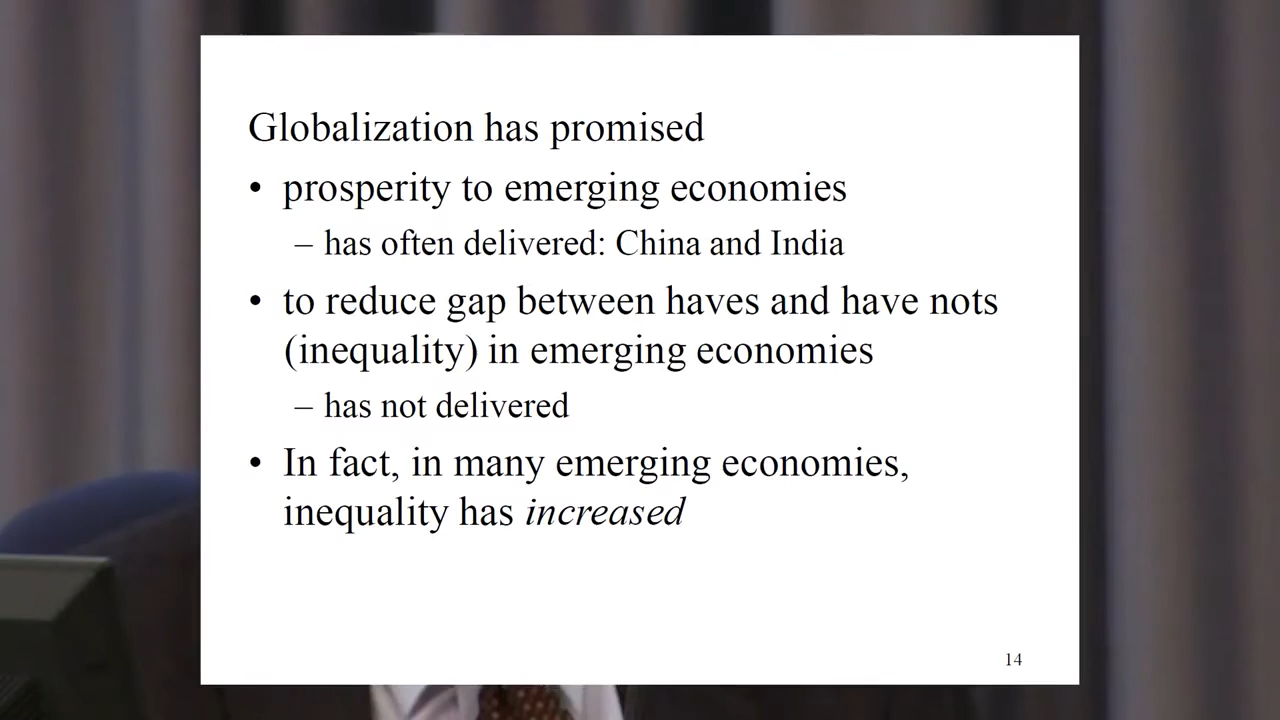 Globalization has promised
• prosperity to emerging economies
– has often delivered: China and India
• to reduce gap between haves and have nots
(inequality) in emerging economies
– has not delivered
• In fact, in many emerging economies,
inequality has increased
14